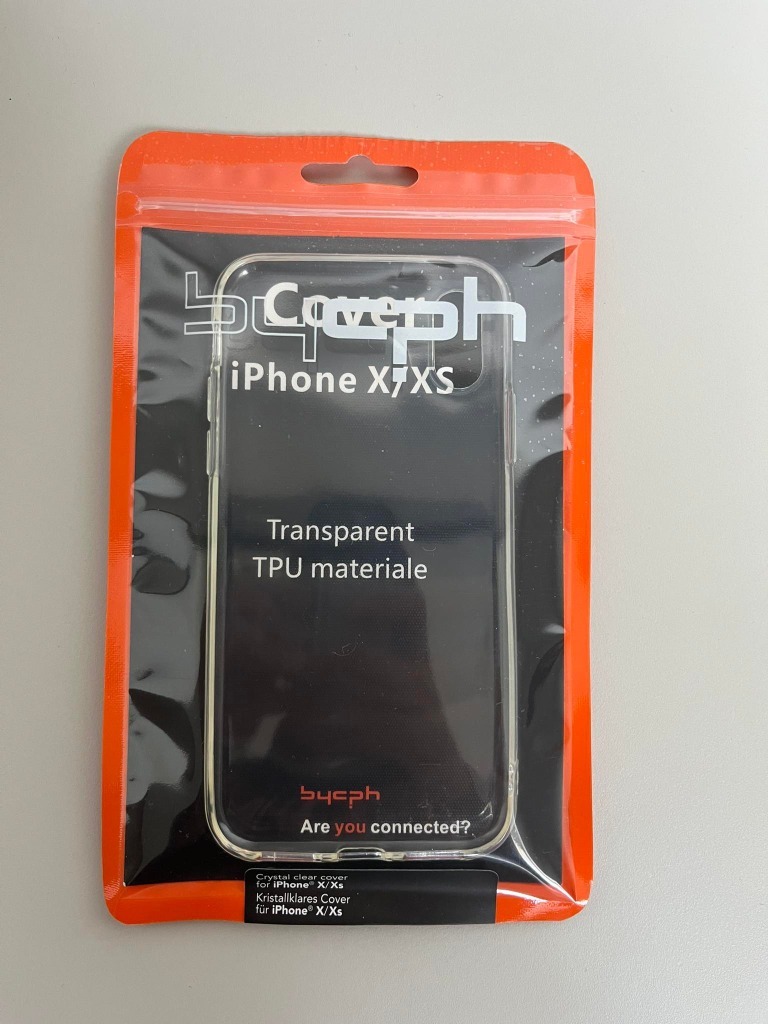 Cover
bycph
iPhone X/XS
Transparent
TPU materiale
bycph
Are you connected?
Crystal clear cover
for iPhone® X/Xs
Kristallklares Cover
für iPhone® X/Xs